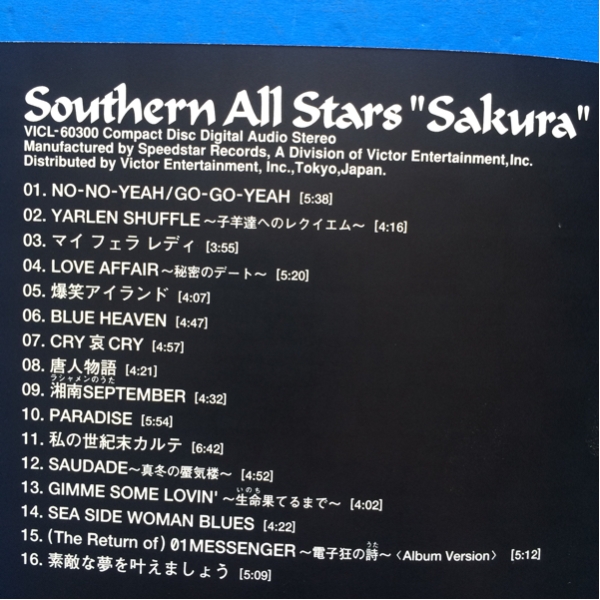 Southern All Stars "Sakura"
VICL-60300 Compact Disc Digital Audio Stereo
Manufactured by Speedstar Records, A Division of Victor Entertainment,Inc.
Distributed by Victor Entertainment, Inc.,Tokyo,Japan.
01. NO-NO-YEAH/GO-GO-YEAH [5:38]
02. YARLEN SHUFFLE〜子羊達へのレクイエム〜 [4:16]
03. マイ フェラ レディ [3:55]
04. LOVE AFFAIR〜秘密のデート〜 [5:20]
05. 爆笑アイランド [4:07]
06. BLUE HEAVEN [4:47]
07. CRY 哀 CRY [4:57]
08. 唐人物語 [4:21]
ラシャメンのうた
09. 湘南SEPTEMBER [4:32]
10. PARADISE [5:54]
11. 私の世紀末カルテ [6:42]
12. SAUDADE〜真冬の蜃気楼〜 [4:52]
いのち
13. GIMME SOME LOVIN' 〜生命果てるまで〜 [4:02]
14. SEA SIDE WOMAN BLUES [4:22]
うた
15. (The Return of) 01MESSENGER 〜電子狂の詩〜〈Album Version〉 [5:12]
16. 素敵な夢を叶えましょう [5:09]